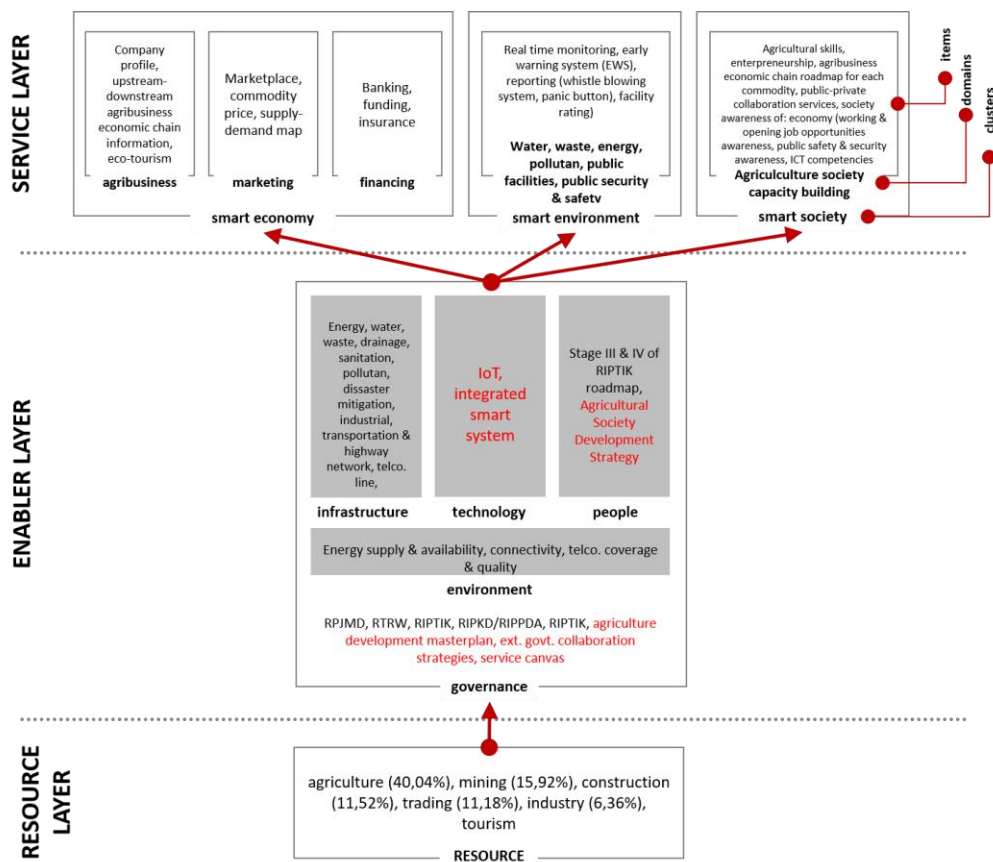 SERVICE LAYER
Company
profile,
upstream-
downstream
agribusiness
economic chain
information,
eco-tourism
agribusiness
Marketplace,
commodity
price, supply-
demand map
marketing
Banking,
funding,
insurance
financing
smart economy
Real time monitoring, early
warning system (EWS),
reporting (whistle blowing
system, panic button), facility
rating)
Water, waste, energy,
pollutan, public
facilities, public security
& safety
smart environment
Agricultural skills,
enterpreneurship, agribusiness
economic chain roadmap for each
commodity, public-private
collaboration services, society
awareness of: economy (working &
opening job opportunities
awareness, public safety & security
awareness, ICT competencies
Agriculculture society
capacity building
smart society
items
domains
clusters
ENABLER LAYER
Energy, water,
waste, drainage,
sanitation,
pollutan,
dissaster
mitigation,
industrial,
transportation &
highway
network, telco.
line,
infrastructure
IoT,
integrated
smart
system
technology
Stage III & IV of
RIPTIK
roadmap,
Agricultural
Society
Development
Strategy
people
Energy supply & availability, connectivity, telco. coverage
& quality
environment
RPJMD, RTRW, RIPTIK, RIPKD/RIPPDA, RIPTIK, agriculture
development masterplan, ext. govt. collaboration
strategies, service canvas
governance
RESOURCE
LAYER
agriculture (40,04%), mining (15,92%), construction
(11,52%), trading (11,18%), industry (6,36%),
tourism
RESOURCE